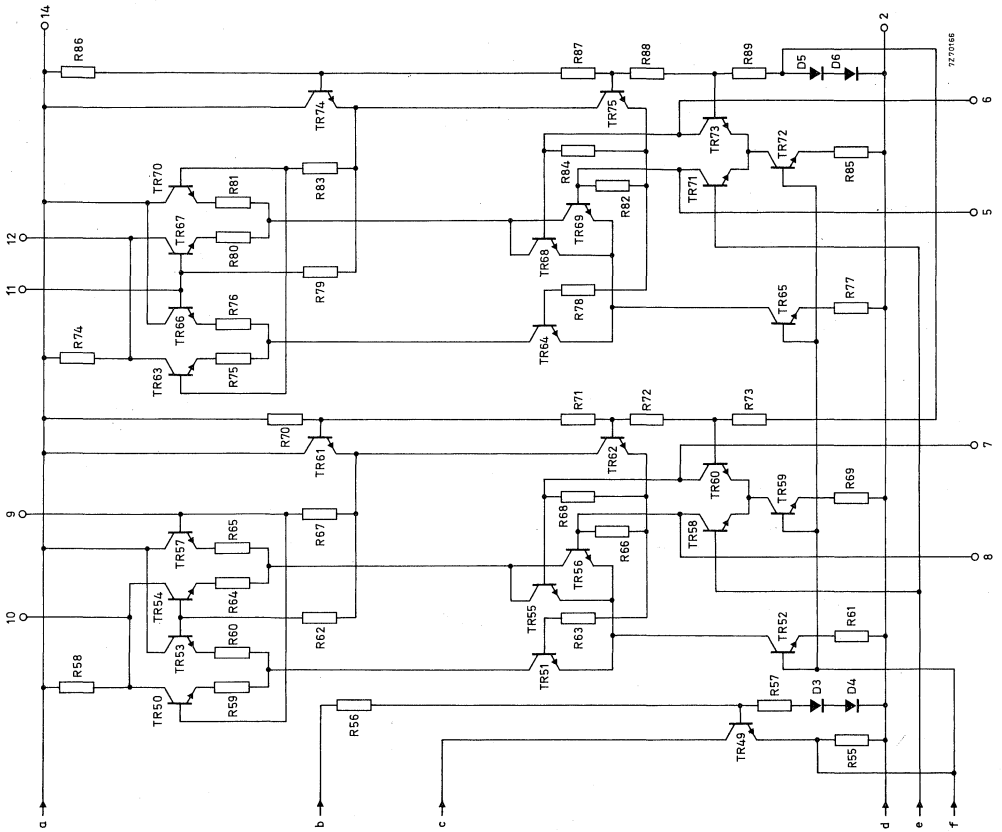 14
R86
R87
R88
R89
D5
D6
2
7Z70166
TR74
TR75
6
TR70
R83
R84
TR73
TR72
12
R81
TR67
R80
R82
TR71
R85
TR69
5
TR68
11
R79
R76
TR66
R78
TR65
R77
R74
R75
TR63
TR64
R70
R71
R72
R73
TR61
TR62
7
9
R67
R68
TR60
TR59
R69
R65
TR57
R66
TR58
R64
TR54
TR56
8
TR55
10
R62
R60
TR53
R63
TR52
R61
R58
R59
TR50
TR51
R56
R57
D3
D4
TR49
R55
a
b
c
d
e
f